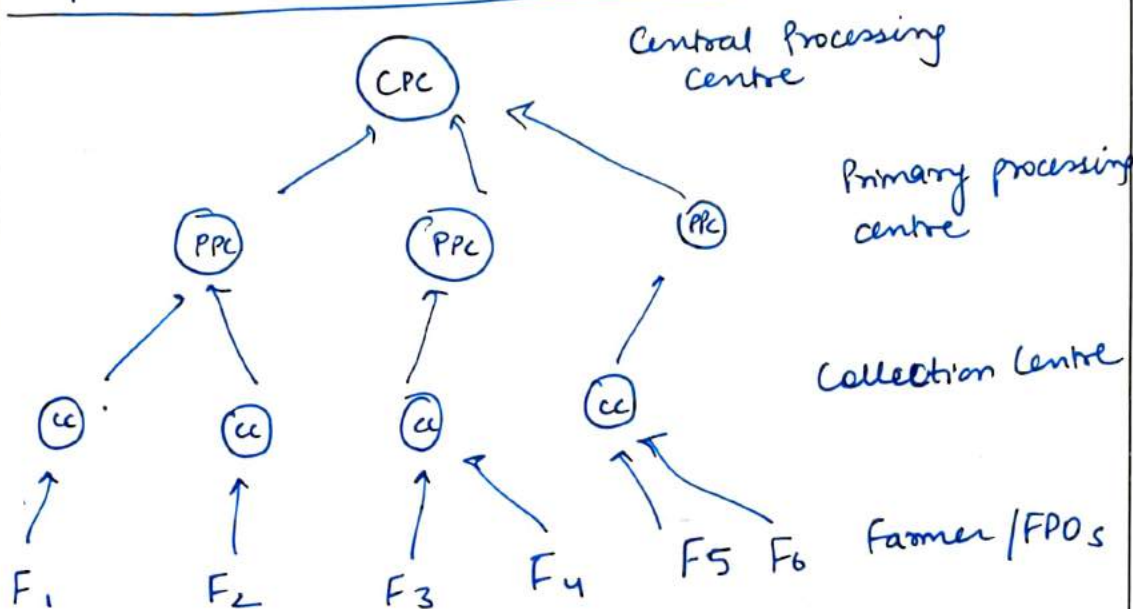 CPC
Central Processing
Centre
PPC
PPC
PPC
Primary processing
centre
CC
CC
CC
CC
Collection Centre
F1
F2
F3
F4
F5
F6
Farmer/FPOs